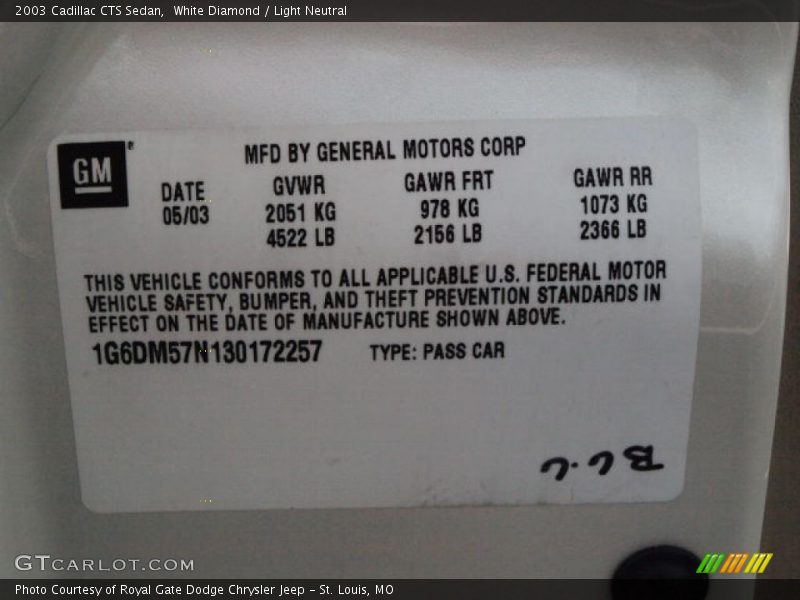 2003 Cadillac CTS Sedan,  White Diamond / Light Neutral
GM
MFD BY GENERAL MOTORS CORP
DATE GVWR GAWR FRT GAWR RR
05/03 2051 KG 978 KG 1073 KG
4522 LB 2156 LB 2366 LB
THIS VEHICLE CONFORMS TO ALL APPLICABLE U.S. FEDERAL MOTOR
VEHICLE SAFETY, BUMPER, AND THEFT PREVENTION STANDARDS IN
EFFECT ON THE DATE OF MANUFACTURE SHOWN ABOVE.
1G6DM57N130172257 TYPE: PASS CAR
GTCARLOT.COM
Photo Courtesy of Royal Gate Dodge Chrysler Jeep – St. Louis, MO